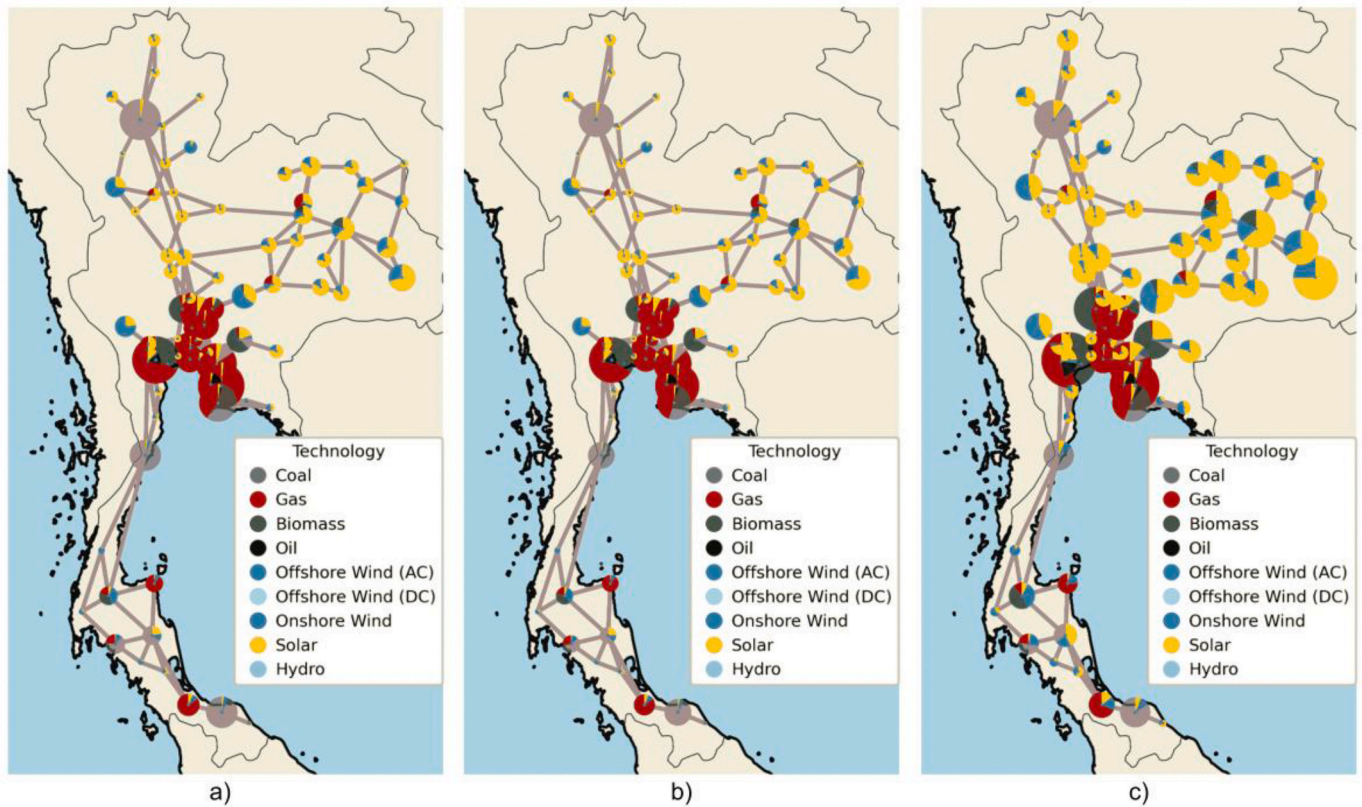 Technology
Coal
Gas
Biomass
Oil
Offshore Wind (AC)
Offshore Wind (DC)
Onshore Wind
Solar
Hydro
Technology
Coal
Gas
Biomass
Oil
Offshore Wind (AC)
Offshore Wind (DC)
Onshore Wind
Solar
Hydro
Technology
Coal
Gas
Biomass
Oil
Offshore Wind (AC)
Offshore Wind (DC)
Onshore Wind
Solar
Hydro
a)
b)
c)